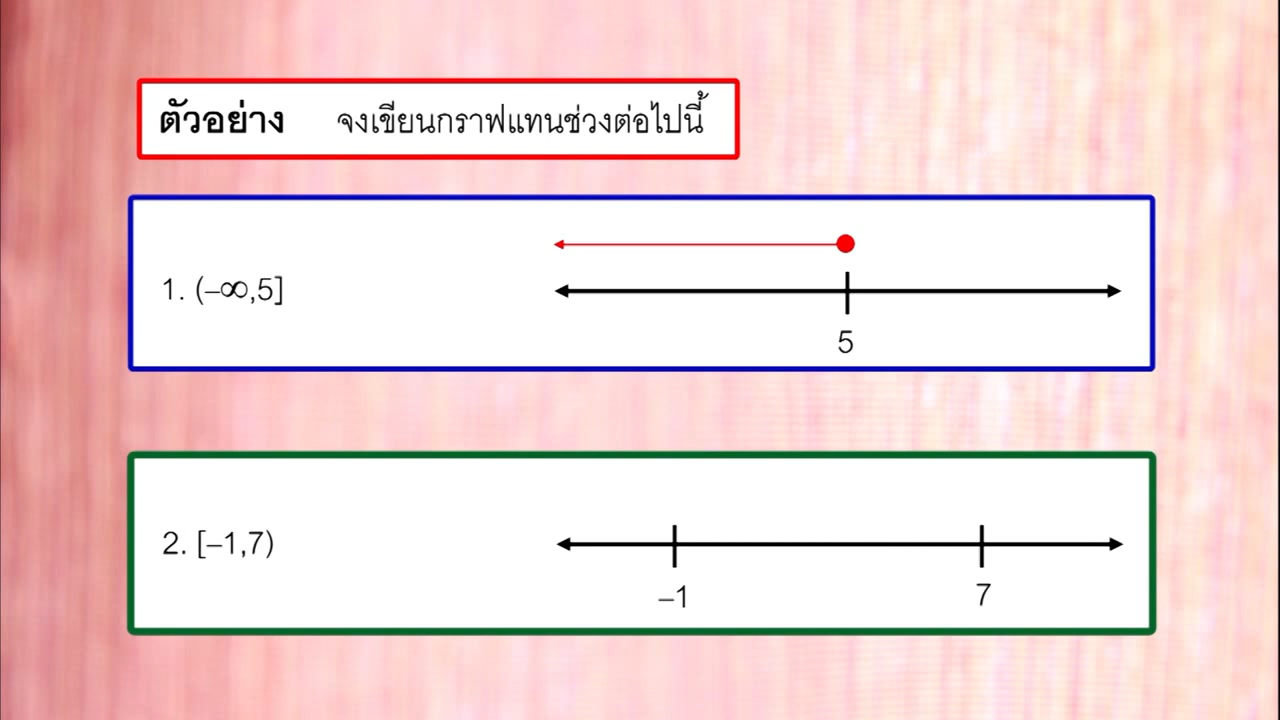 ตัวอย่าง จงเขียนกราฟแทนช่วงต่อไปนี้
1. (–∞,5]
5
2. [–1,7)
–1 7